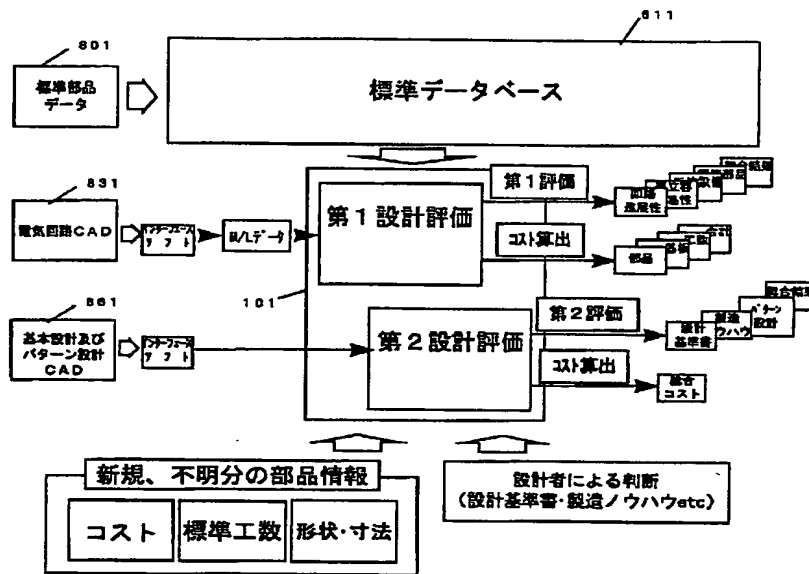 801
611
標準部品
データ
標準データベース
831
電気回路CAD
インターフェース
ソフト
M/Lデータ
第1設計評価
第1評価
コスト算出
回路
部品
101
861
基本設計及び
パターン設計
CAD
インターフェース
ソフト
第2設計評価
第2評価
コスト算出
設計
基準書
製造
ノウハウ
パターン
設計
総合結果
総合
コスト
新規、不明分の部品情報
コスト
標準工数
形状・寸法
設計者による判断
(設計基準書・製造ノウハウetc)